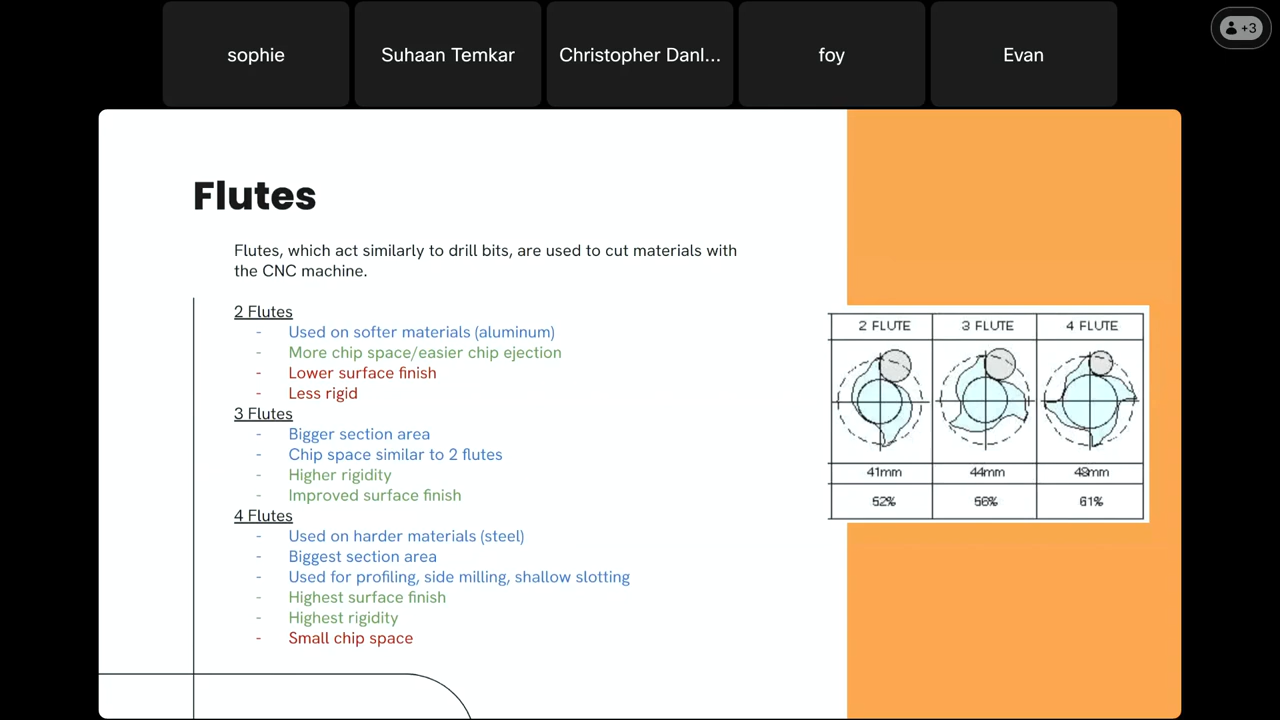 sophie
Suhaan Temkar
Christopher Danl...
foy
Evan
+3
Flutes
Flutes, which act similarly to drill bits, are used to cut materials with
the CNC machine.
2 Flutes
- Used on softer materials (aluminum)
- More chip space/easier chip ejection
- Lower surface finish
- Less rigid
3 Flutes
- Bigger section area
- Chip space similar to 2 flutes
- Higher rigidity
- Improved surface finish
4 Flutes
- Used on harder materials (steel)
- Biggest section area
- Used for profiling, side milling, shallow slotting
- Highest surface finish
- Highest rigidity
- Small chip space
2 FLUTE 3 FLUTE 4 FLUTE
41mm 44mm 48mm
52% 56% 61%